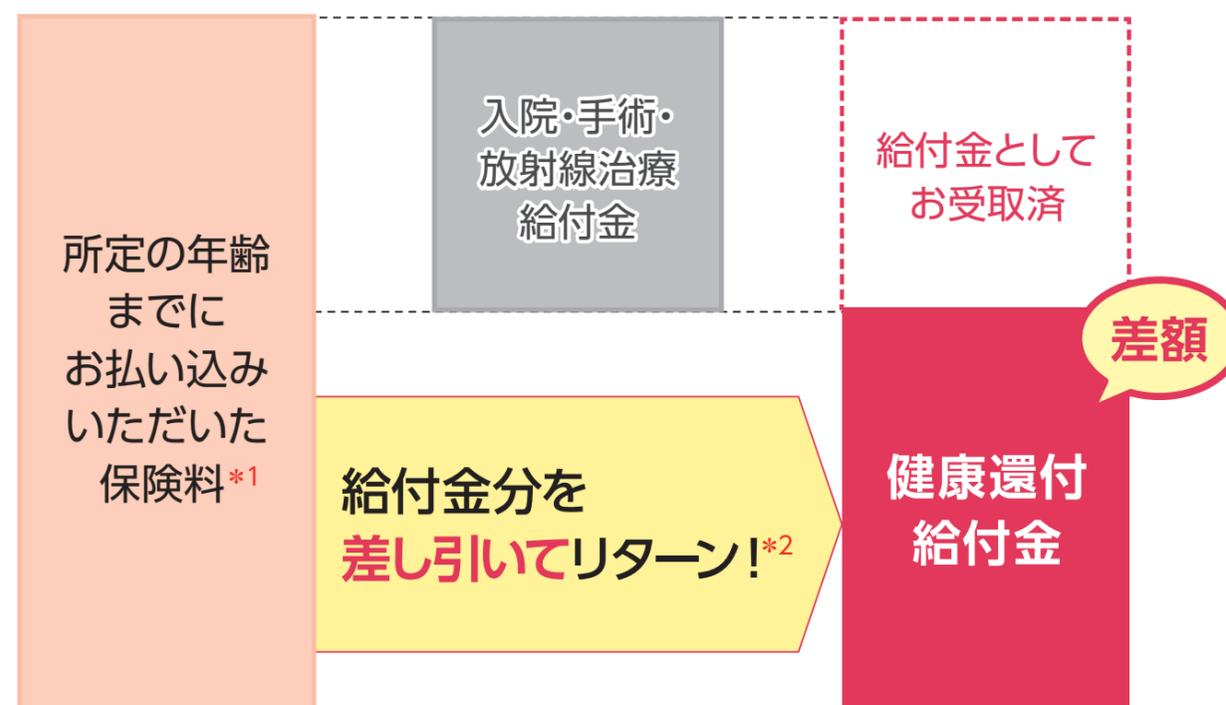 所定の年齢
までに
お払い込み
いただいた
保険料*1
入院・手術・
放射線治療
給付金
給付金分を
差し引いてリターン!*2
給付金として
お受取済
差額
健康還付
給付金